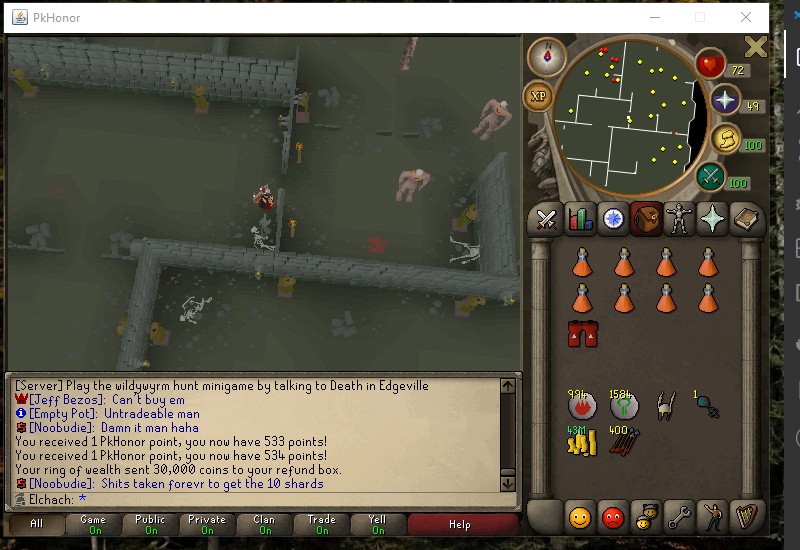 PkHonor
N
72
XP
49
100
100
994
1584
1
43M
400
[Server] Play the wildywyrm hunt minigame by talking to Death in Edgeville
[Jeff Bezos]: Can't buy em
[Empty Pot]: Untradeable man
[Noobudie]: Damn it man haha
You received 1 PkHonor point, you now have 533 points!
You received 1 PkHonor point, you now have 534 points!
Your ring of wealth sent 30,000 coins to your refund box.
[Noobudie]: Shits taken forevr to get the 10 shards
Elchach: *
All Game Public Private Clan Trade Yell Help
On On On On On On